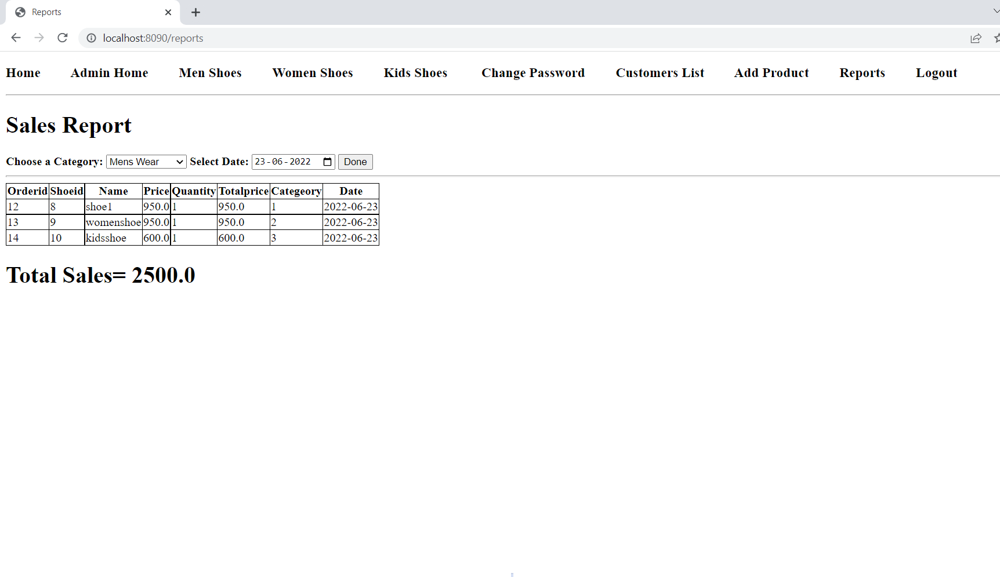 Reports
localhost:8090/reports
Home Admin Home Men Shoes Women Shoes Kids Shoes Change Password Customers List Add Product Reports Logout
Sales Report
Choose a Category: Mens Wear Select Date: 23-06-2022 Done
Orderid Shoeid Name Price Quantity Totalprice Categeory Date
12 8 shoe1 950.0 1 950.0 1 2022-06-23
13 9 womenshoe 950.0 1 950.0 2 2022-06-23
14 10 kidsshoe 600.0 1 600.0 3 2022-06-23
Total Sales= 2500.0